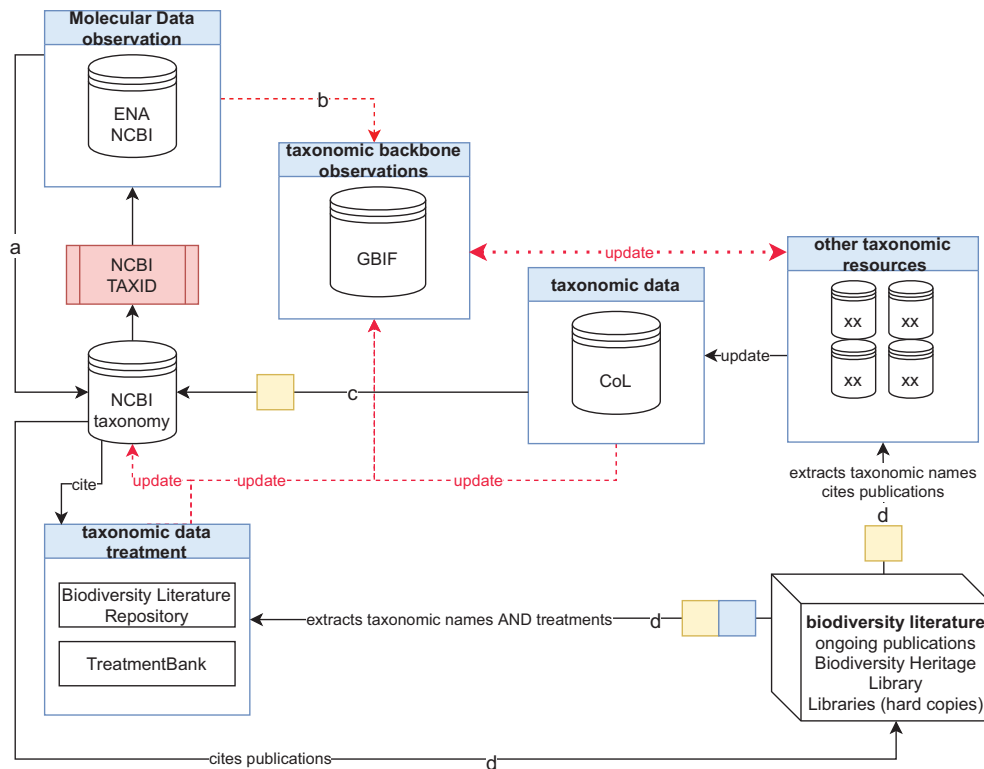 Molecular Data
observation
ENA
NCBI
b
taxonomic backbone
observations
GBIF
a
NCBI
TAXID
update
other taxonomic
resources
xx
xx
xx
xx
taxonomic data
CoL
update
NCBI
taxonomy
c
cite
update
update
update
extracts taxonomic names
cites publications
d
taxonomic data
treatment
Biodiversity Literature
Repository
TreatmentBank
extracts taxonomic names AND treatments
d
biodiversity literature
ongoing publications
Biodiversity Heritage
Library
Libraries (hard copies)
cites publications
d